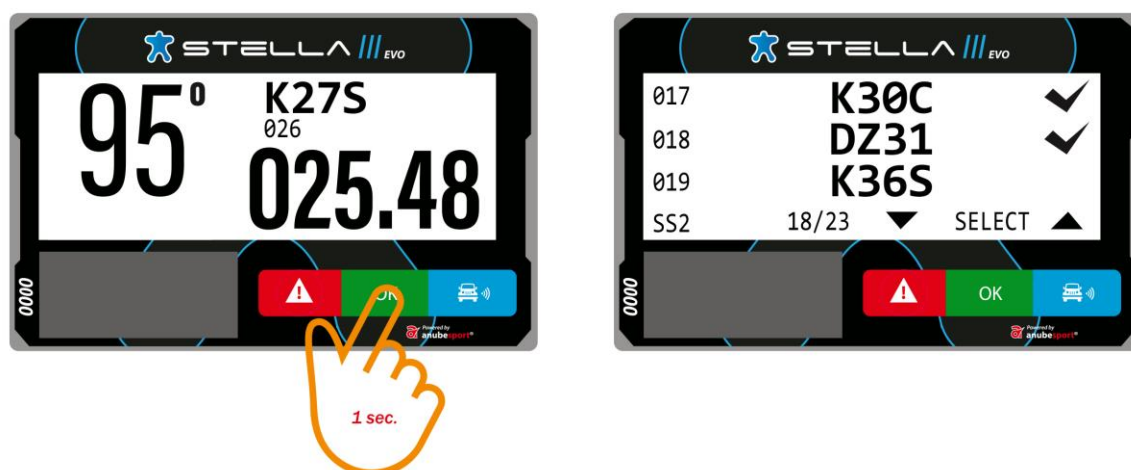 STELLA III EVO
95° K27S
026
025.48
0000
OK
Powered by
anubesport®
1 sec.
STELLA III EVO
017 K30C
018 DZ31
019 K36S
SS2 18/23 SELECT
0000
OK
Powered by
anubesport®